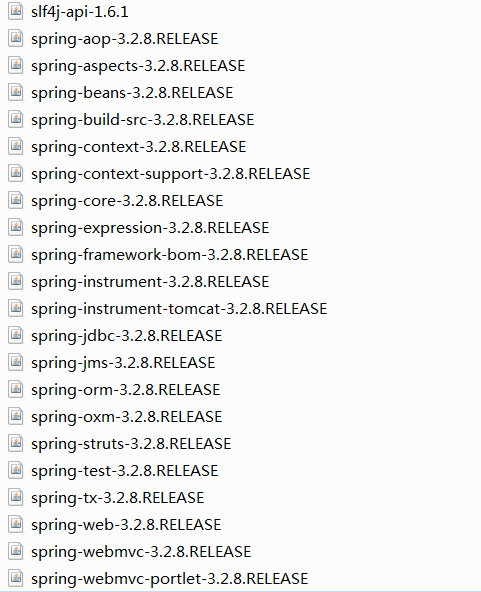 slf4j-api-1.6.1
spring-aop-3.2.8.RELEASE
spring-aspects-3.2.8.RELEASE
spring-beans-3.2.8.RELEASE
spring-build-src-3.2.8.RELEASE
spring-context-3.2.8.RELEASE
spring-context-support-3.2.8.RELEASE
spring-core-3.2.8.RELEASE
spring-expression-3.2.8.RELEASE
spring-framework-bom-3.2.8.RELEASE
spring-instrument-3.2.8.RELEASE
spring-instrument-tomcat-3.2.8.RELEASE
spring-jdbc-3.2.8.RELEASE
spring-jms-3.2.8.RELEASE
spring-orm-3.2.8.RELEASE
spring-oxm-3.2.8.RELEASE
spring-struts-3.2.8.RELEASE
spring-test-3.2.8.RELEASE
spring-tx-3.2.8.RELEASE
spring-web-3.2.8.RELEASE
spring-webmvc-3.2.8.RELEASE
spring-webmvc-portlet-3.2.8.RELEASE